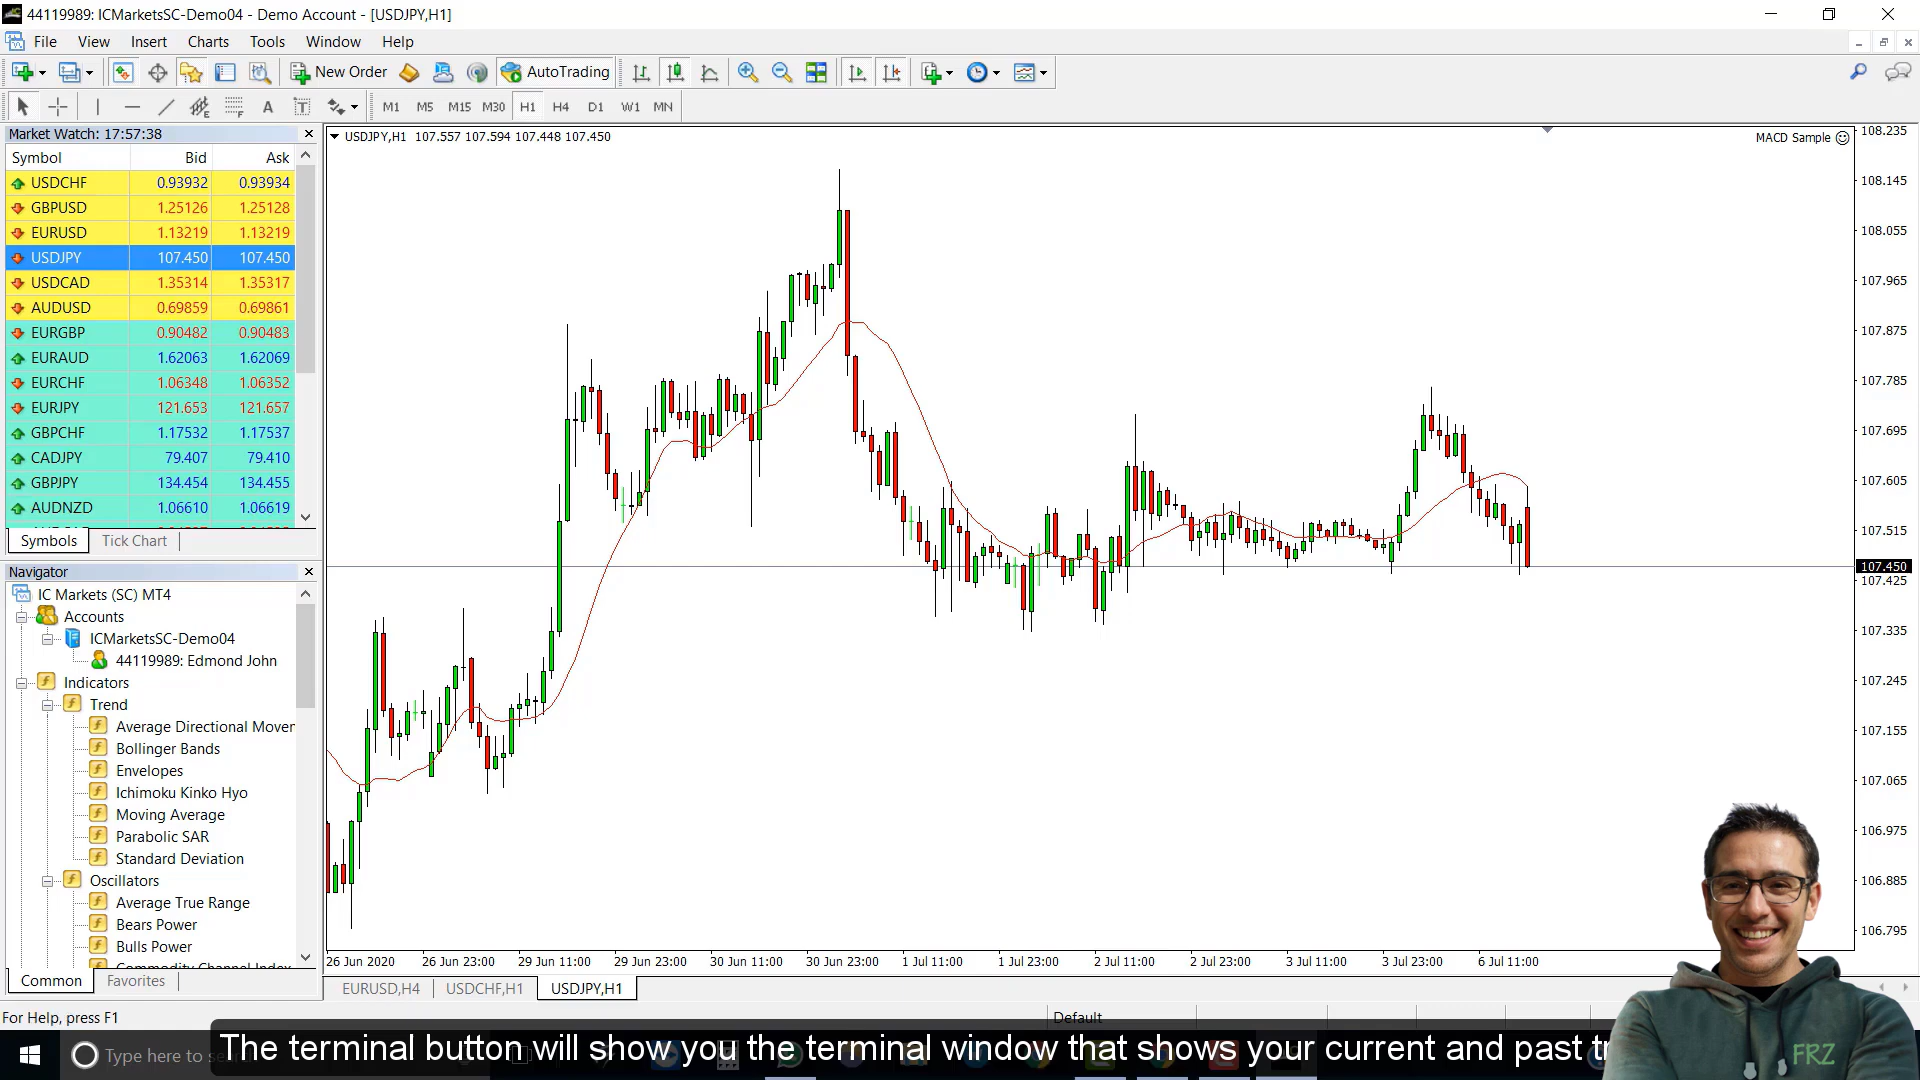 44119989: ICMarketsSC-Demo04 - Demo Account - [USDJPY,H1]
File View Insert Charts Tools Window Help
New Order AutoTrading
A T M1 M5 M15 M30 H1 H4 D1 W1 MN
Market Watch: 17:57:38
Symbol Bid Ask
USDCHF 0.93932 0.93934
GBPUSD 1.25126 1.25128
EURUSD 1.13219 1.13219
USDJPY 107.450 107.450
USDCAD 1.35314 1.35317
AUDUSD 0.69859 0.69861
EURGBP 0.90482 0.90483
EURAUD 1.62063 1.62069
EURCHF 1.06348 1.06352
EURJPY 121.653 121.657
GBPCHF 1.17532 1.17537
CADJPY 79.407 79.410
GBPJPY 134.454 134.455
AUDNZD 1.06610 1.06619
Symbols Tick Chart
Navigator
IC Markets (SC) MT4
Accounts
ICMarketsSC-Demo04
44119989: Edmond John
Indicators
Trend
Average Directional Mover
Bollinger Bands
Envelopes
Ichimoku Kinko Hyo
Moving Average
Parabolic SAR
Standard Deviation
Oscillators
Average True Range
Bears Power
Bulls Power
Commodity Channel Index
Common Favorites
USDJPY,H1 107.557 107.594 107.448 107.450
MACD Sample
108.235
108.145
108.055
107.965
107.875
107.785
107.695
107.605
107.515
107.450
107.425
107.335
107.245
107.155
107.065
106.975
106.885
106.795
26 Jun 2020 26 Jun 23:00 29 Jun 11:00 29 Jun 23:00 30 Jun 11:00 30 Jun 23:00 1 Jul 11:00 1 Jul 23:00 2 Jul 11:00 2 Jul 23:00 3 Jul 11:00 3 Jul 23:00 6 Jul 11:00
EURUSD,H4 USDCHF,H1 USDJPY,H1
For Help, press F1 Default
Type here to
The terminal button will show you the terminal window that shows your current and past tr
FRZ